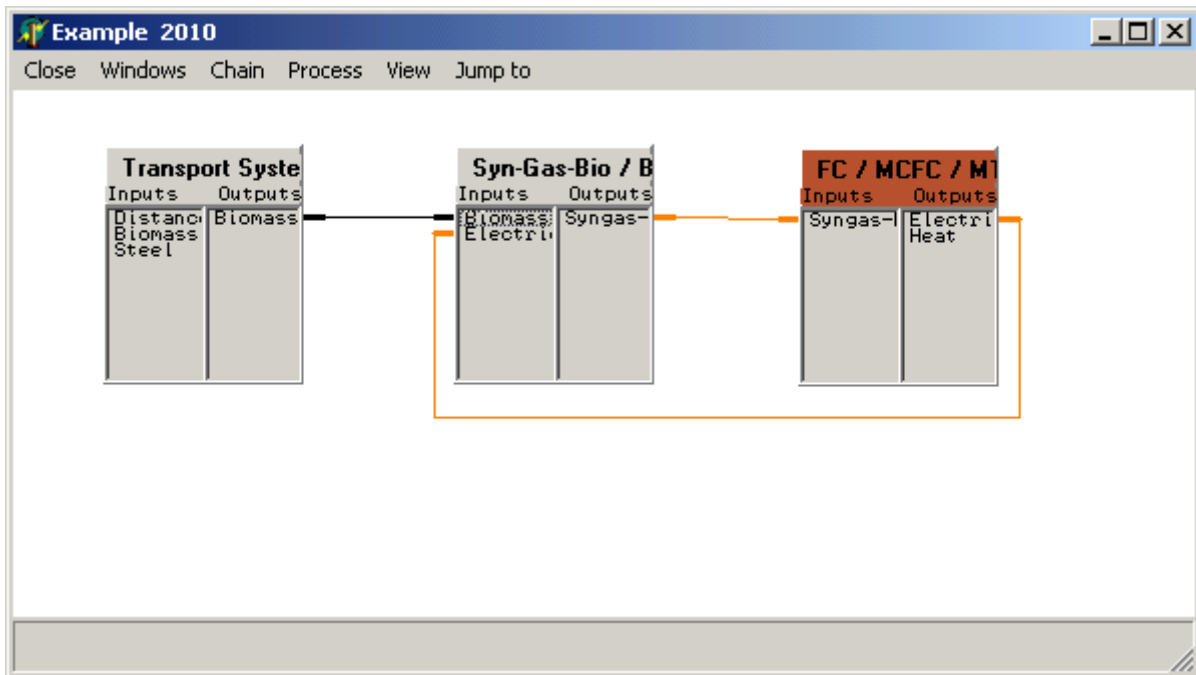 Example 2010
Close Windows Chain Process View Jump to
Transport Syste
Inputs Outputs
Distanc
Biomass
Steel
Biomass
Syn-Gas-Bio / B
Inputs Outputs
Biomass
Electri
Syngas-
FC / MCFC / MT
Inputs Outputs
Syngas-
Electri
Heat